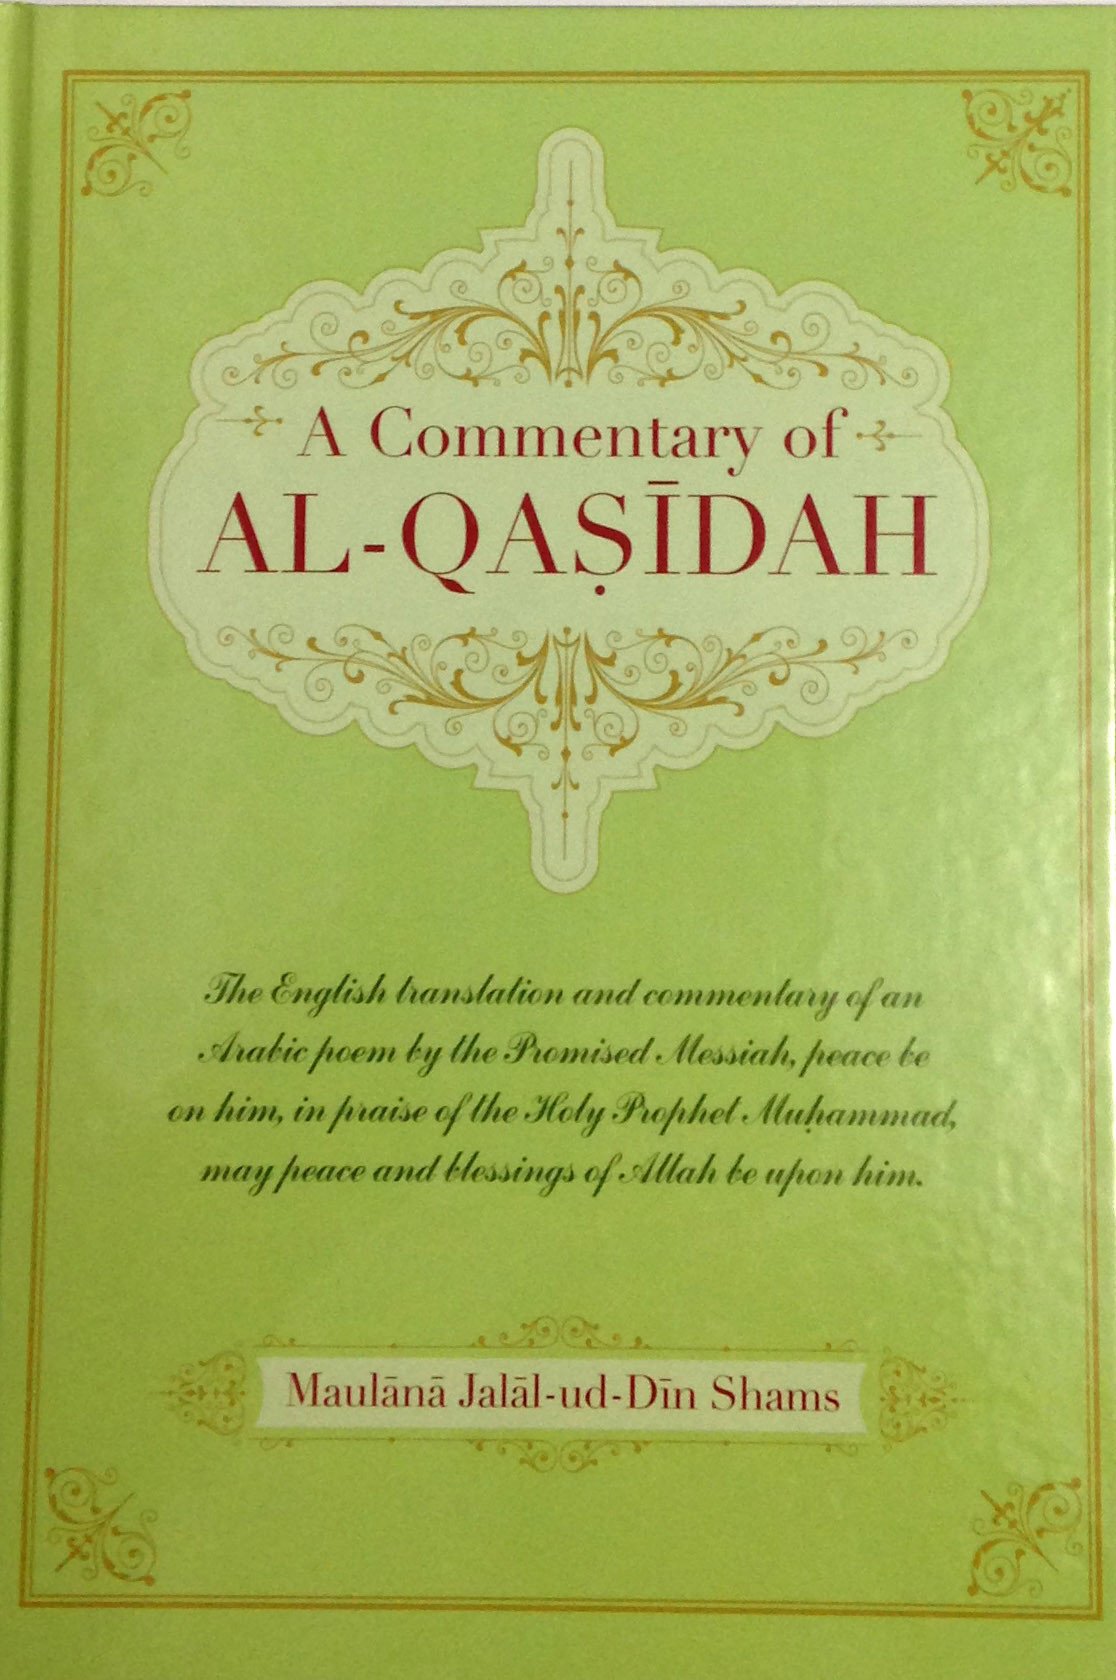 A Commentary of
AL-QAṢĪDAH
The English translation and commentary of an
Arabic poem by the Promised Messiah, peace be
on him, in praise of the Holy Prophet Muḥammad,
may peace and blessings of Allah be upon him.
Maulānā Jalāl-ud-Dīn Shams